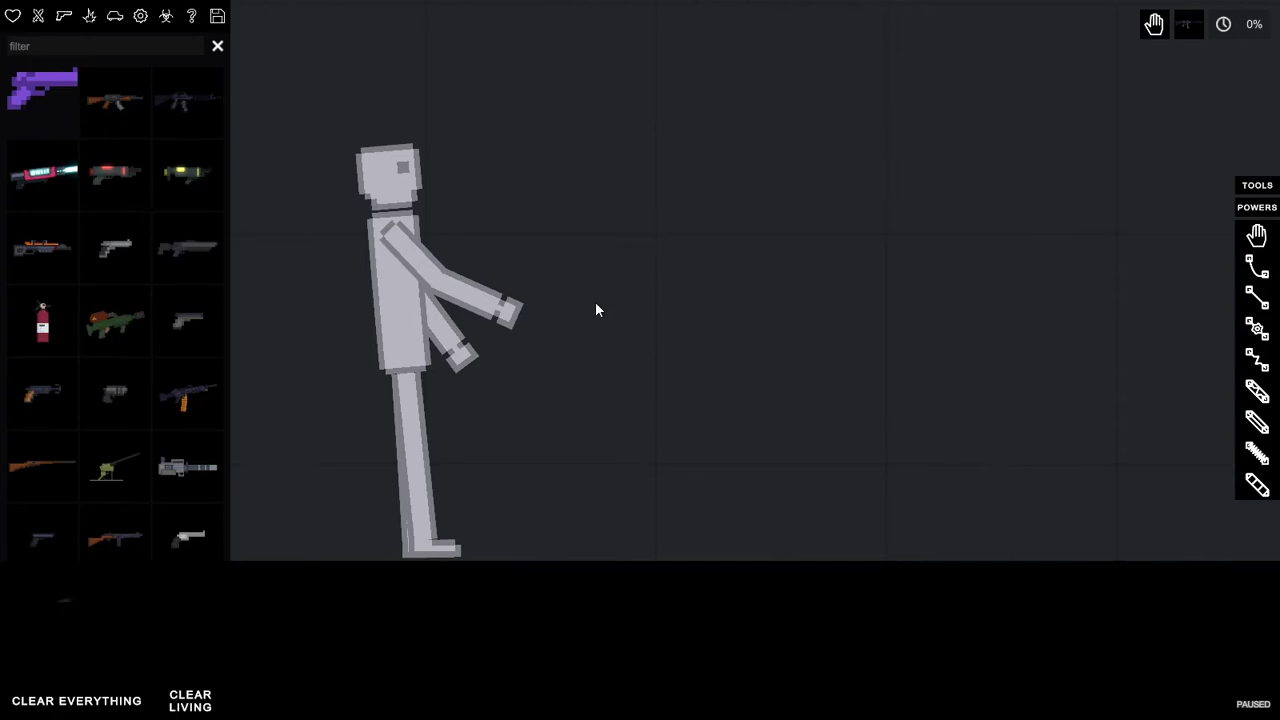 ?
0%
filter
TOOLS
POWERS
CLEAR EVERYTHING
CLEAR
LIVING
PAUSED